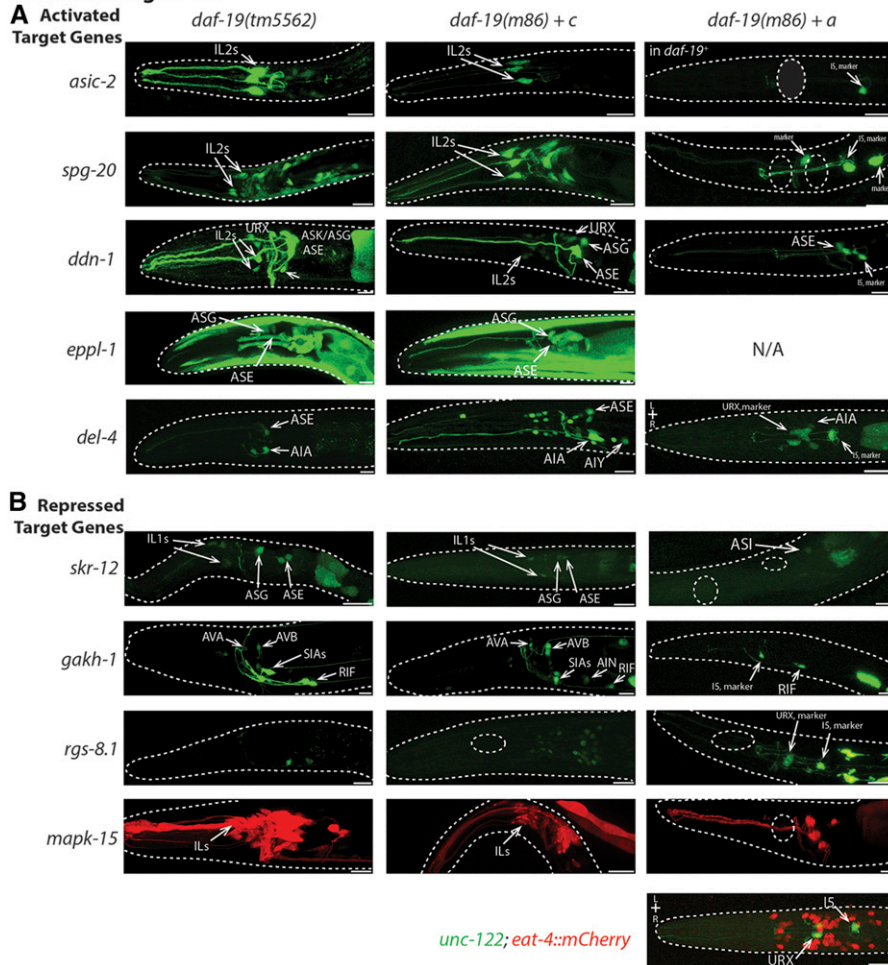 A Activated Target Genes
daf-19(tm5562)
daf-19(m86) + c
daf-19(m86) + a
asic-2
IL2s
IL2s
in daf-19+
I5, marker
spg-20
IL2s
IL2s
marker
I5, marker
marker
ddn-1
IL2s
URX
ASK/ASG
ASE
URX
ASG
ASE
IL2s
ASE
I5, marker
eppl-1
ASG
ASE
ASG
ASE
N/A
del-4
ASE
AIA
ASE
AIA
AIY
L
R
URX, marker
AIA
I5, marker
B Repressed
Target Genes
skr-12
IL1s
ASG
ASE
IL1s
ASG
ASE
ASI
gakh-1
AVA
AVB
SIAs
RIF
AVA
AVB
SIAs
AIN
RIF
I5, marker
RIF
rgs-8.1
URX, marker
I5, marker
mapk-15
ILs
ILs
unc-122; eat-4::mCherry
L
R
I5
URX